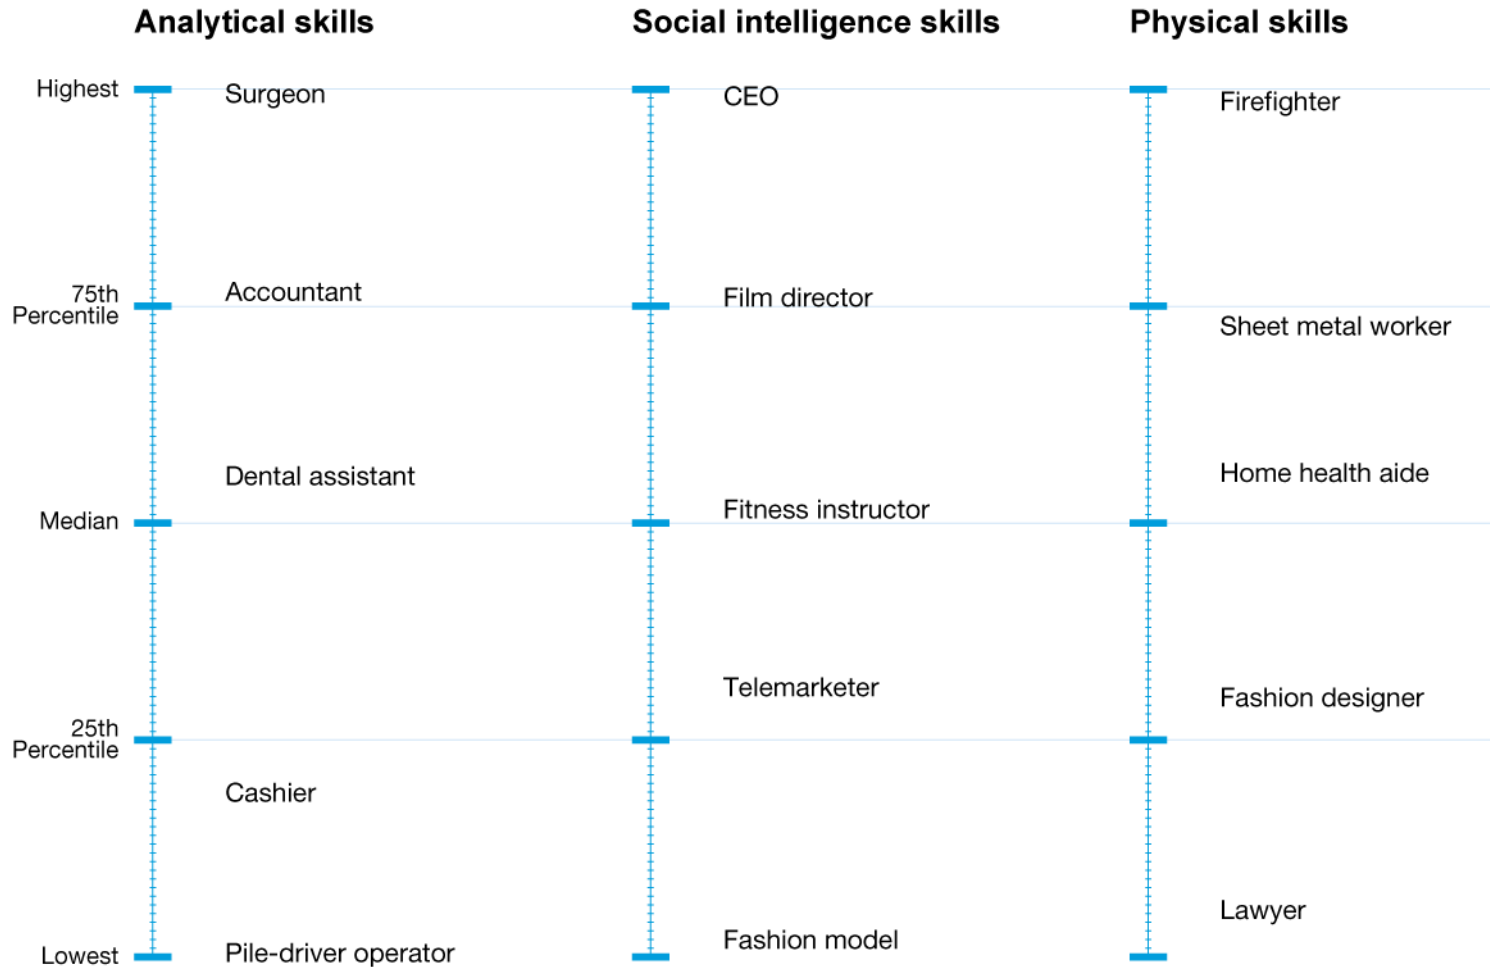 Analytical skills
Social intelligence skills
Physical skills
Highest
Surgeon
CEO
Firefighter
75th
Percentile
Accountant
Film director
Sheet metal worker
Dental assistant
Home health aide
Median
Fitness instructor
Telemarketer
Fashion designer
25th
Percentile
Cashier
Lawyer
Lowest
Pile-driver operator
Fashion model